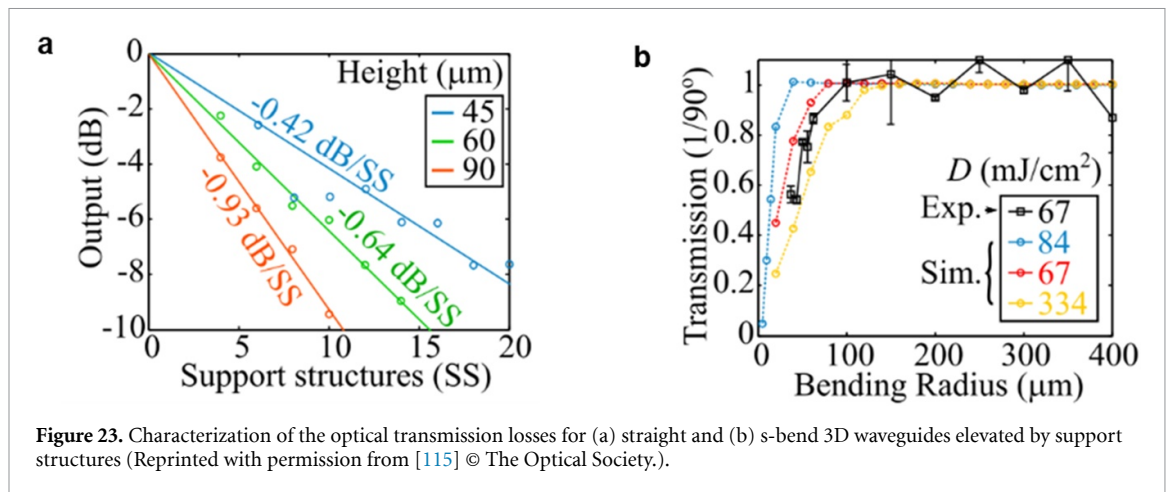 a
Output (dB)
0
-2
-4
-6
-8
-10
Height (μm)
45
60
90
-0.42 dB/SS
-0.64 dB/SS
-0.93 dB/SS
0 5 10 15 20
Support structures (SS)
b
Transmission (1/90º)
1
0.8
0.6
0.4
0.2
0
D (mJ/cm²)
Exp. 67
84
Sim. 67
334
0 100 200 300 400
Bending Radius (μm)
Figure 23. Characterization of the optical transmission losses for (a) straight and (b) s-bend 3D waveguides elevated by support
structures (Reprinted with permission from [115] © The Optical Society.).